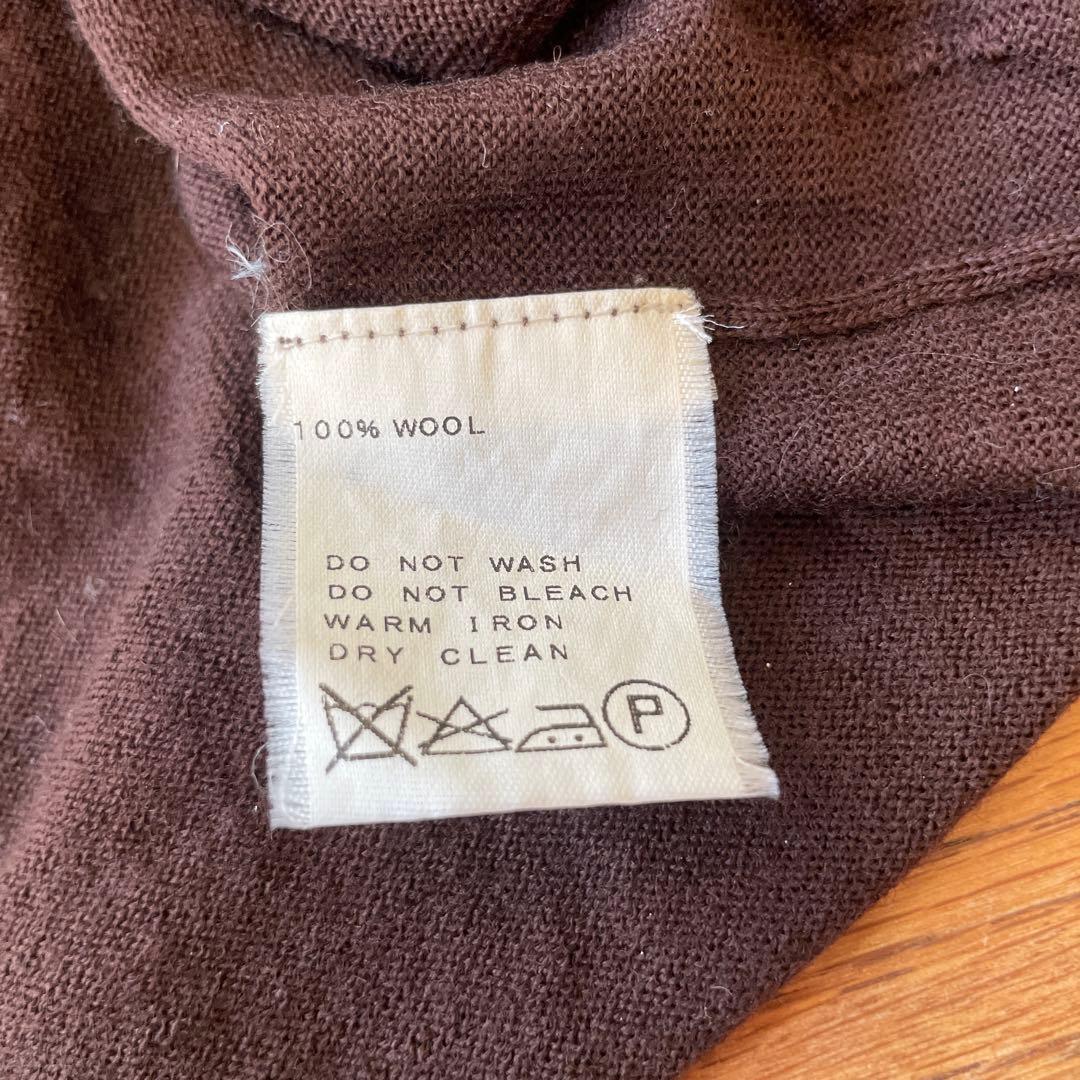 100% WOOL
DO NOT WASH
DO NOT BLEACH
WARM IRON
DRY CLEAN
P